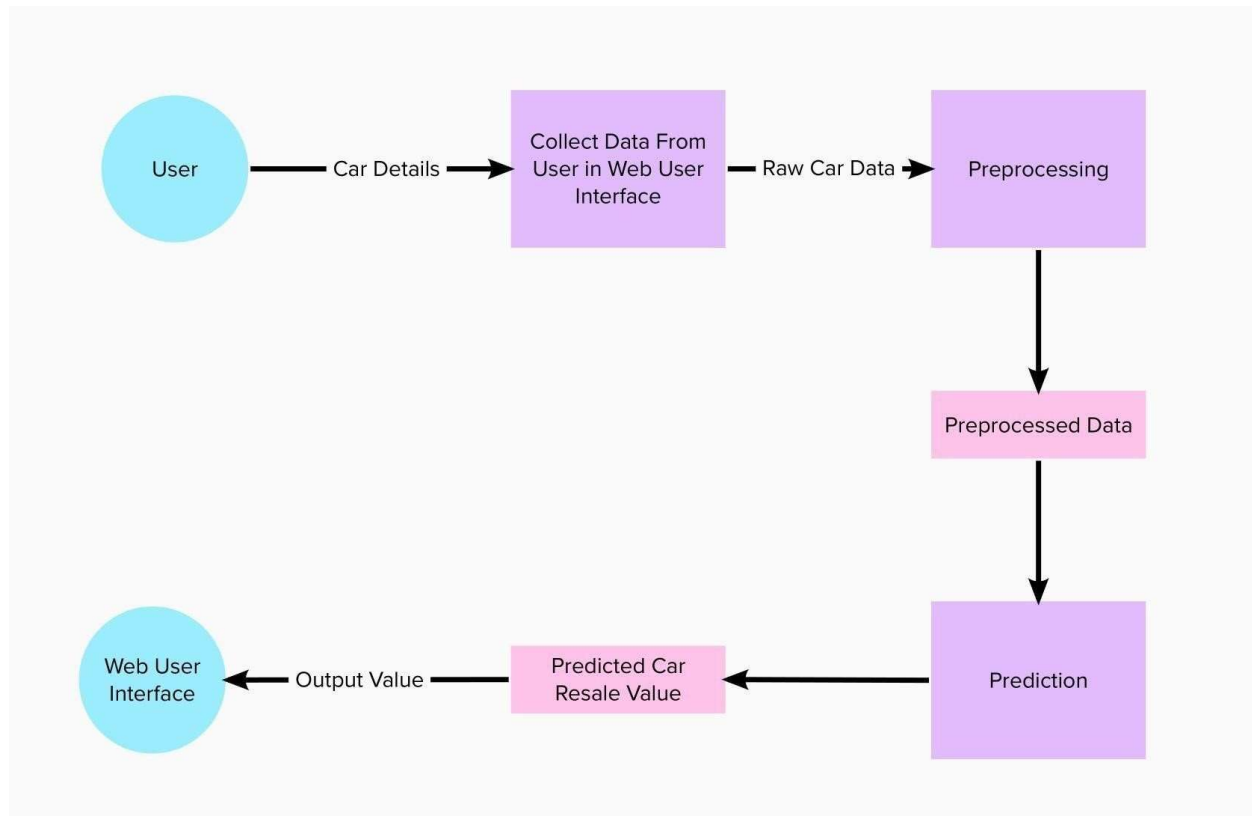 User
Car Details
Collect Data From
User in Web User
Interface
Raw Car Data
Preprocessing
Preprocessed Data
Prediction
Predicted Car
Resale Value
Output Value
Web User
Interface